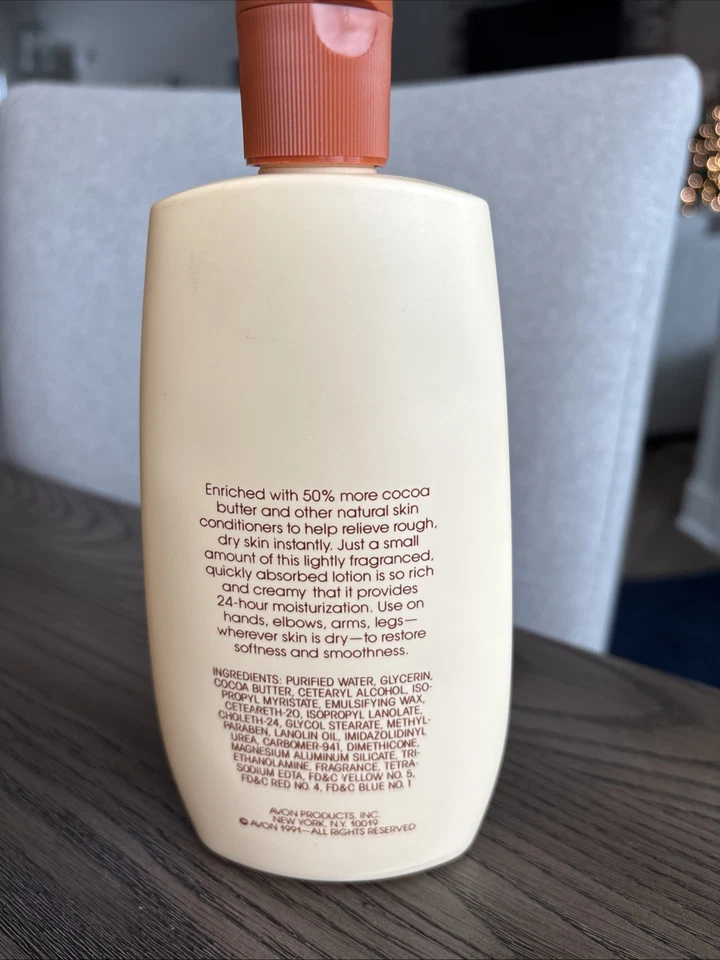 Enriched with 50% more cocoa
butter and other natural skin
conditioners to help relieve rough,
dry skin instantly. Just a small
amount of this lightly fragranced,
quickly absorbed lotion is so rich
and creamy that it provides
24-hour moisturization. Use on
hands, elbows, arms, legs—
wherever skin is dry—to restore
softness and smoothness.
INGREDIENTS: PURIFIED WATER, GLYCERIN,
COCOA BUTTER, CETEARYL ALCOHOL, ISO-
PROPYL MYRISTATE, EMULSIFYING WAX,
CETEARETH-20, ISOPROPYL LANOLATE,
CHOLETH-24, GLYCOL STEARATE, METHYL-
PARABEN, LANOLIN OIL, IMIDAZOLIDINYL
UREA, CARBOMER-941, DIMETHICONE,
MAGNESIUM ALUMINUM SILICATE, TRI-
ETHANOLAMINE, FRAGRANCE, TETRA-
SODIUM EDTA, FD&C YELLOW NO. 5,
FD&C RED NO. 4, FD&C BLUE NO. 1
AVON PRODUCTS, INC.
NEW YORK, N.Y. 10019
© AVON 1991—ALL RIGHTS RESERVED